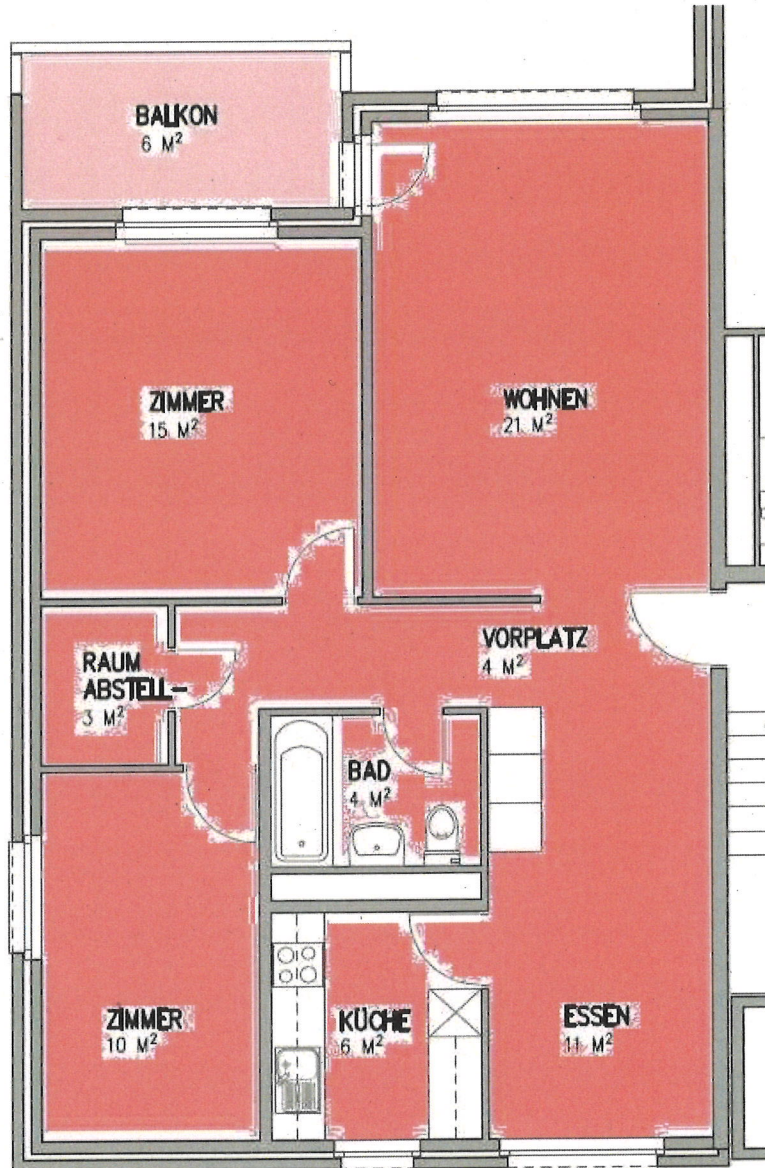 BALKON
6 M²
ZIMMER
15 M²
WOHNEN
21 M²
VORPLATZ
4 M²
RAUM
ABSTELL-
3 M²
BAD
4 M²
ZIMMER
10 M²
KÜCHE
6 M²
ESSEN
11 M²